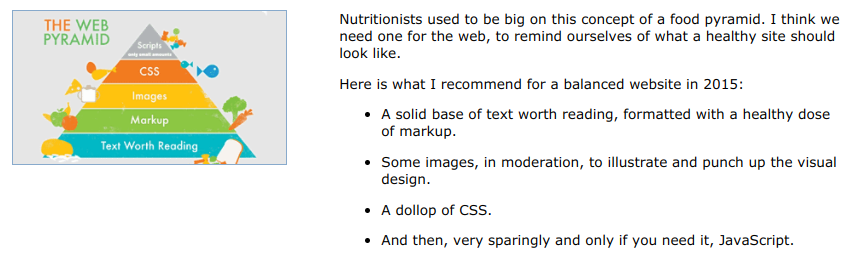 THE WEB
PYRAMID
Scripts
only small amounts
CSS
Images
Markup
Text Worth Reading
Nutritionists used to be big on this concept of a food pyramid. I think we
need one for the web, to remind ourselves of what a healthy site should
look like.
Here is what I recommend for a balanced website in 2015:
• A solid base of text worth reading, formatted with a healthy dose
of markup.
• Some images, in moderation, to illustrate and punch up the visual
design.
• A dollop of CSS.
• And then, very sparingly and only if you need it, JavaScript.